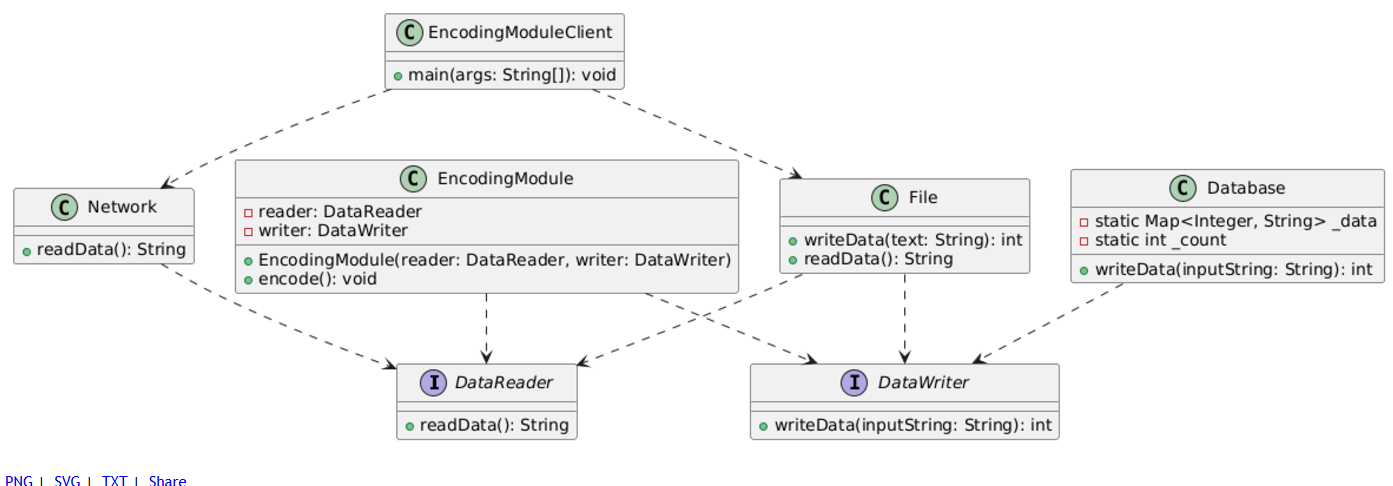 C EncodingModuleClient
main(args: String[]): void
C Network
readData(): String
C EncodingModule
reader: DataReader
writer: DataWriter
EncodingModule(reader: DataReader, writer: DataWriter)
encode(): void
C File
writeData(text: String): int
readData(): String
C Database
static Map<Integer, String> _data
static int _count
writeData(inputString: String): int
I DataReader
readData(): String
I DataWriter
writeData(inputString: String): int
PNG | SVG | TXT | Share